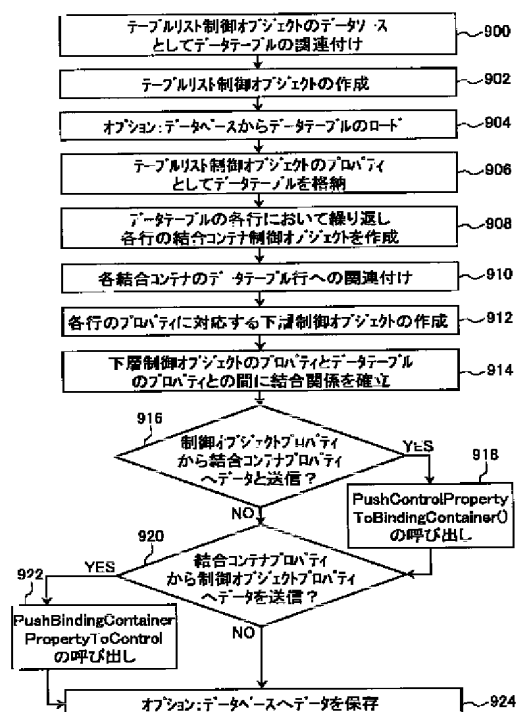 テーブルリスト制御オブジェクトのデータソース
としてデータテーブルの関連付け
900
テーブルリスト制御オブジェクトの作成
902
オプション：データベースからデータテーブルのロード
904
テーブルリスト制御オブジェクトのプロパティ
としてデータテーブルを格納
906
データテーブルの各行において繰り返し
各行の結合コンテナ制御オブジェクトを作成
908
各結合コンテナのデータテーブル行への関連付け
910
各行のプロパティに対応する下層制御オブジェクトの作成
912
下層制御オブジェクトのプロパティとデータテーブル
のプロパティとの間に結合関係を確立
914
916
制御オブジェクトプロパティ
から結合コンテナプロパティ
へデータと送信？
YES
918
NO
PushControlProperty
ToBindingContainer()
の呼び出し
920
結合コンテナプロパティ
から制御オブジェクトプロパティ
へデータを送信？
YES
922
NO
PushBindingContainer
PropertyToControl
の呼び出し
オプション：データベースへデータを保存
924